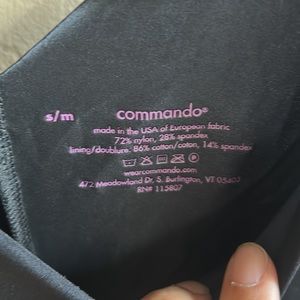 s/m
commando®
made in the USA of European fabric
72% nylon, 28% spandex
lining/doublure: 86% cotton/coton, 14% spandex
wearcommando.com
472 Meadowland Dr. S. Burlington, VT 05403
RN# 115807